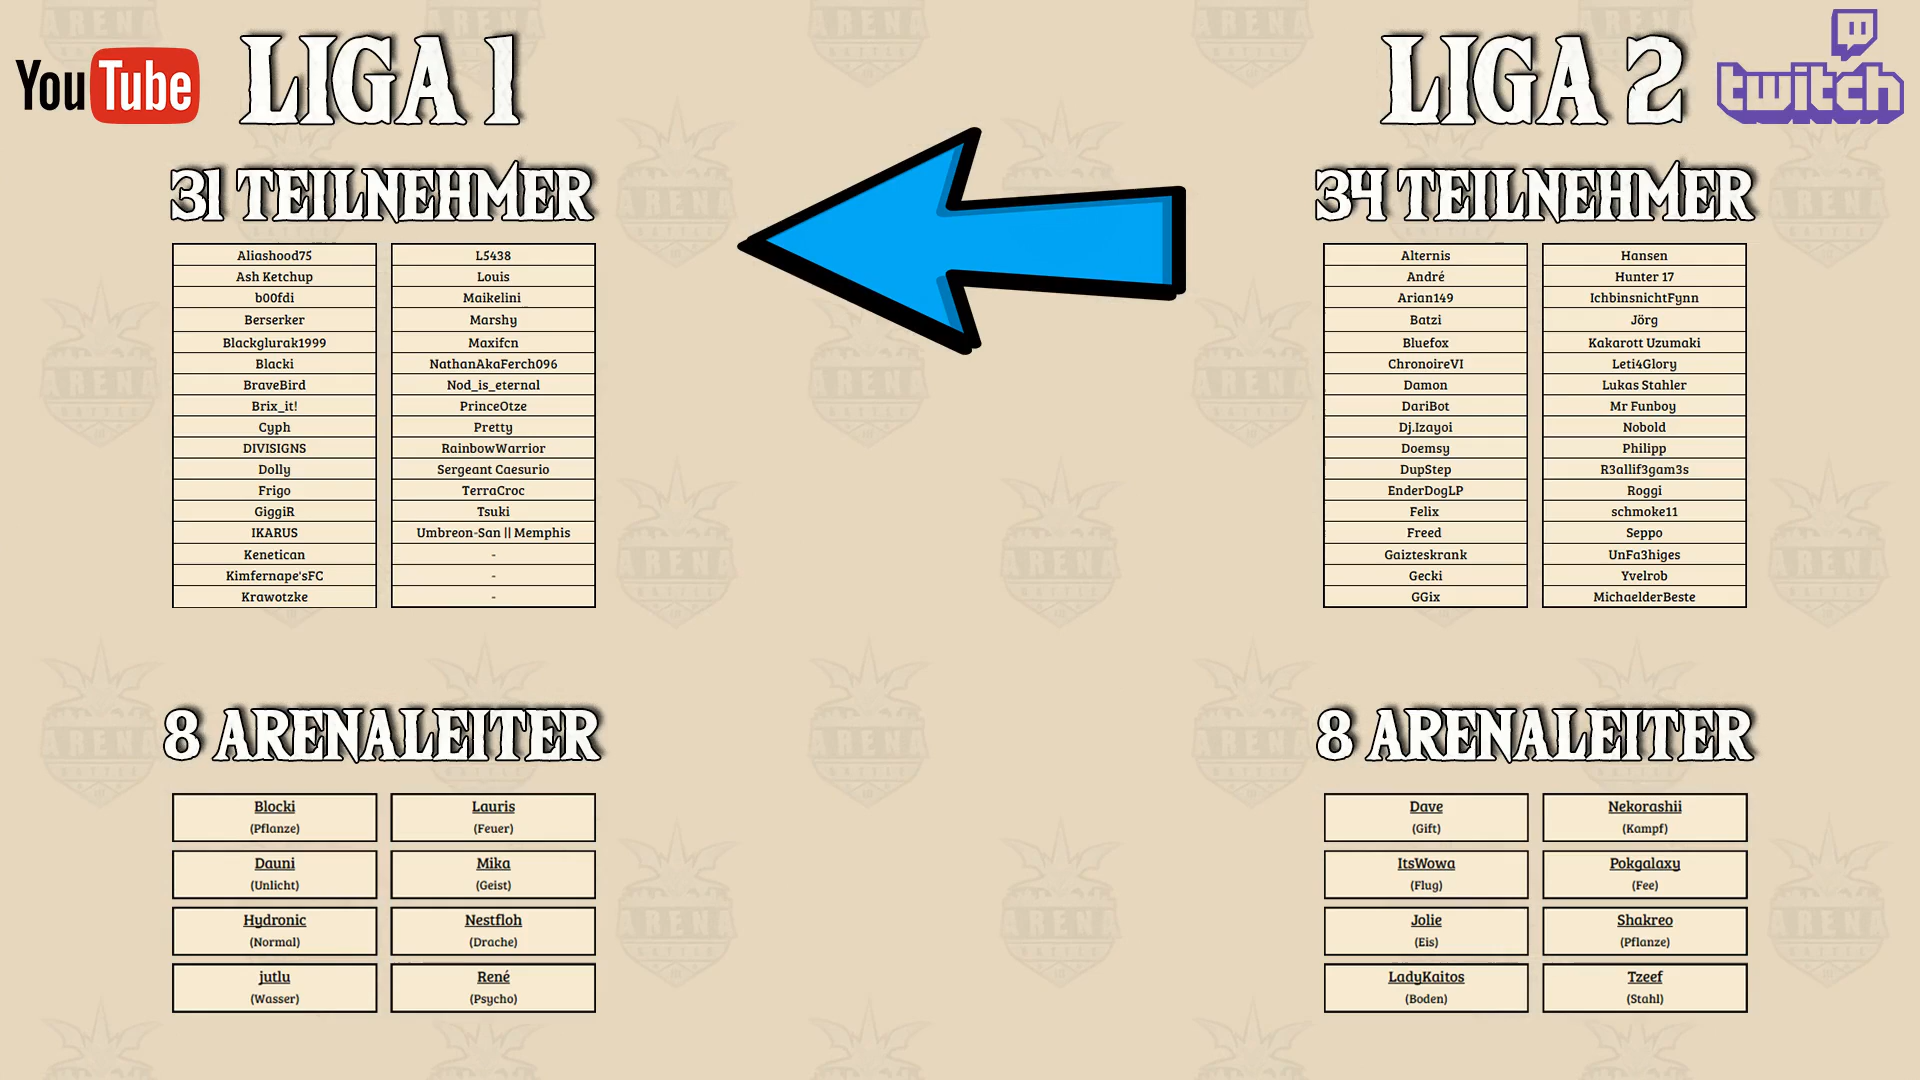 YouTube
LIGA 1
31 TEILNEHMER
Aliashood75
Ash Ketchup
b00fdi
Berserker
Blackglurak1999
Blacki
BraveBird
Brix_it!
Cyph
DIVISIGNS
Dolly
Frigo
GiggiR
IKARUS
Kenetican
Kimfernape'sFC
Krawotzke
L5438
Louis
Maikelini
Marshy
Maxifcn
NathanAkaFerch096
Nod_is_eternal
PrinceOtze
Pretty
RainbowWarrior
Sergeant Caesurio
TerraCroc
Tsuki
Umbreon-San || Memphis
-
-
-
8 ARENALEITER
Blocki
(Pflanze)
Lauris
(Feuer)
Dauni
(Unlicht)
Mika
(Geist)
Hydronic
(Normal)
Nestfloh
(Drache)
jutlu
(Wasser)
René
(Psycho)
LIGA 2
twitch
34 TEILNEHMER
Alternis
André
Arian149
Batzi
Bluefox
ChronoireVI
Damon
DariBot
Dj.Izayoi
Doemsy
DupStep
EnderDogLP
Felix
Freed
Gaizteskrank
Gecki
GGix
Hansen
Hunter 17
IchbinsnichtFynn
Jörg
Kakarott Uzumaki
Leti4Glory
Lukas Stahler
Mr Funboy
Nobold
Philipp
R3allif3gam3s
Roggi
schmoke11
Seppo
UnFa3higes
Yvelrob
MichaelderBeste
8 ARENALEITER
Dave
(Gift)
Nekorashii
(Kampf)
ItsWowa
(Flug)
Pokgalaxy
(Fee)
Jolie
(Eis)
Shakreo
(Pflanze)
LadyKaitos
(Boden)
Tzeef
(Stahl)
ARENA
BATTLE